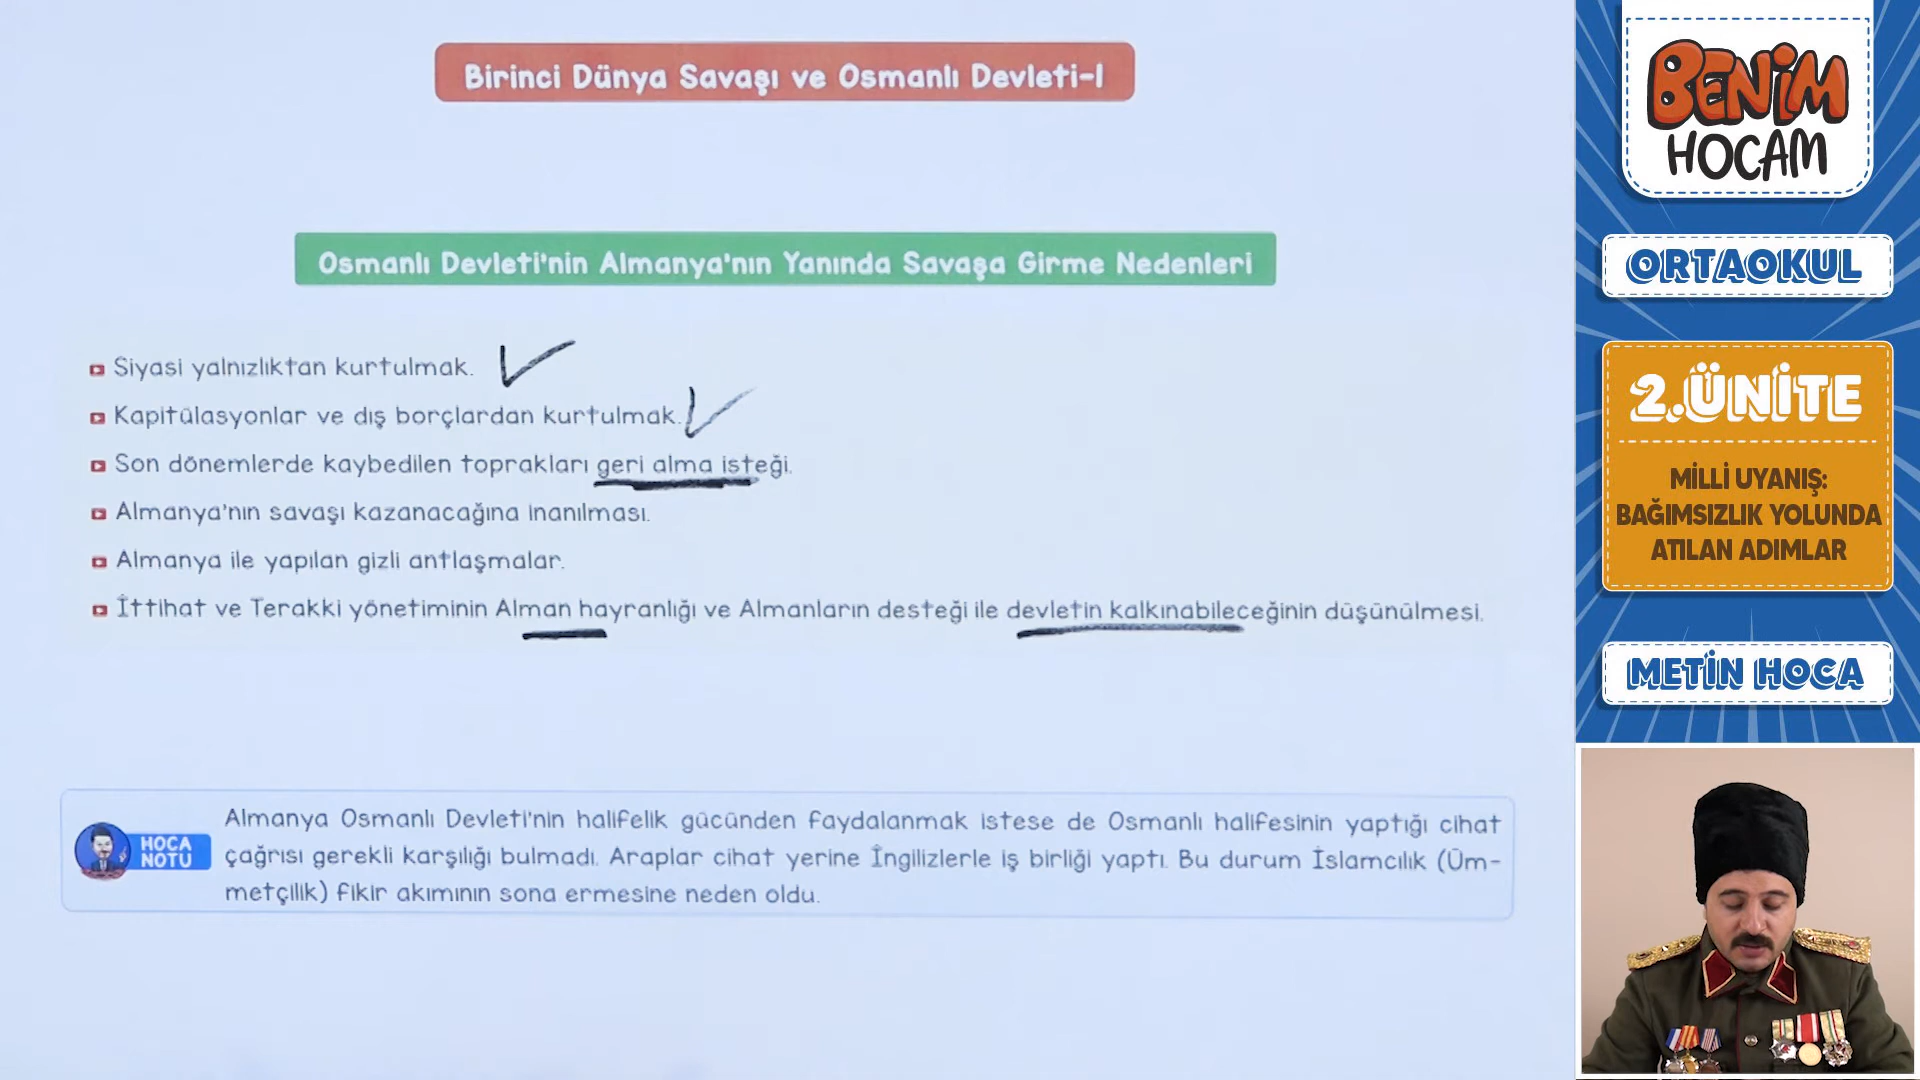 Birinci Dünya Savaşı ve Osmanlı Devleti-I
Osmanlı Devleti'nin Almanya'nın Yanında Savaşa Girme Nedenleri
Siyasi yalnızlıktan kurtulmak.
Kapitülasyonlar ve dış borçlardan kurtulmak.
Son dönemlerde kaybedilen toprakları geri alma isteği.
Almanya'nın savaşı kazanacağına inanılması.
Almanya ile yapılan gizli antlaşmalar.
İttihat ve Terakki yönetiminin Alman hayranlığı ve Almanların desteği ile devletin kalkınabileceğinin düşünülmesi.
HOCA
NOTU
Almanya Osmanlı Devleti'nin halifelik gücünden faydalanmak istese de Osmanlı halifesinin yaptığı cihat
çağrısı gerekli karşılığı bulmadı. Araplar cihat yerine İngilizlerle iş birliği yaptı. Bu durum İslamcılık (Üm-
metçilik) fikir akımının sona ermesine neden oldu.
BENİM
HOCAM
ORTAOKUL
2.ÜNİTE
MİLLİ UYANIŞ:
BAĞIMSIZLIK YOLUNDA
ATILAN ADIMLAR
METİN HOCA